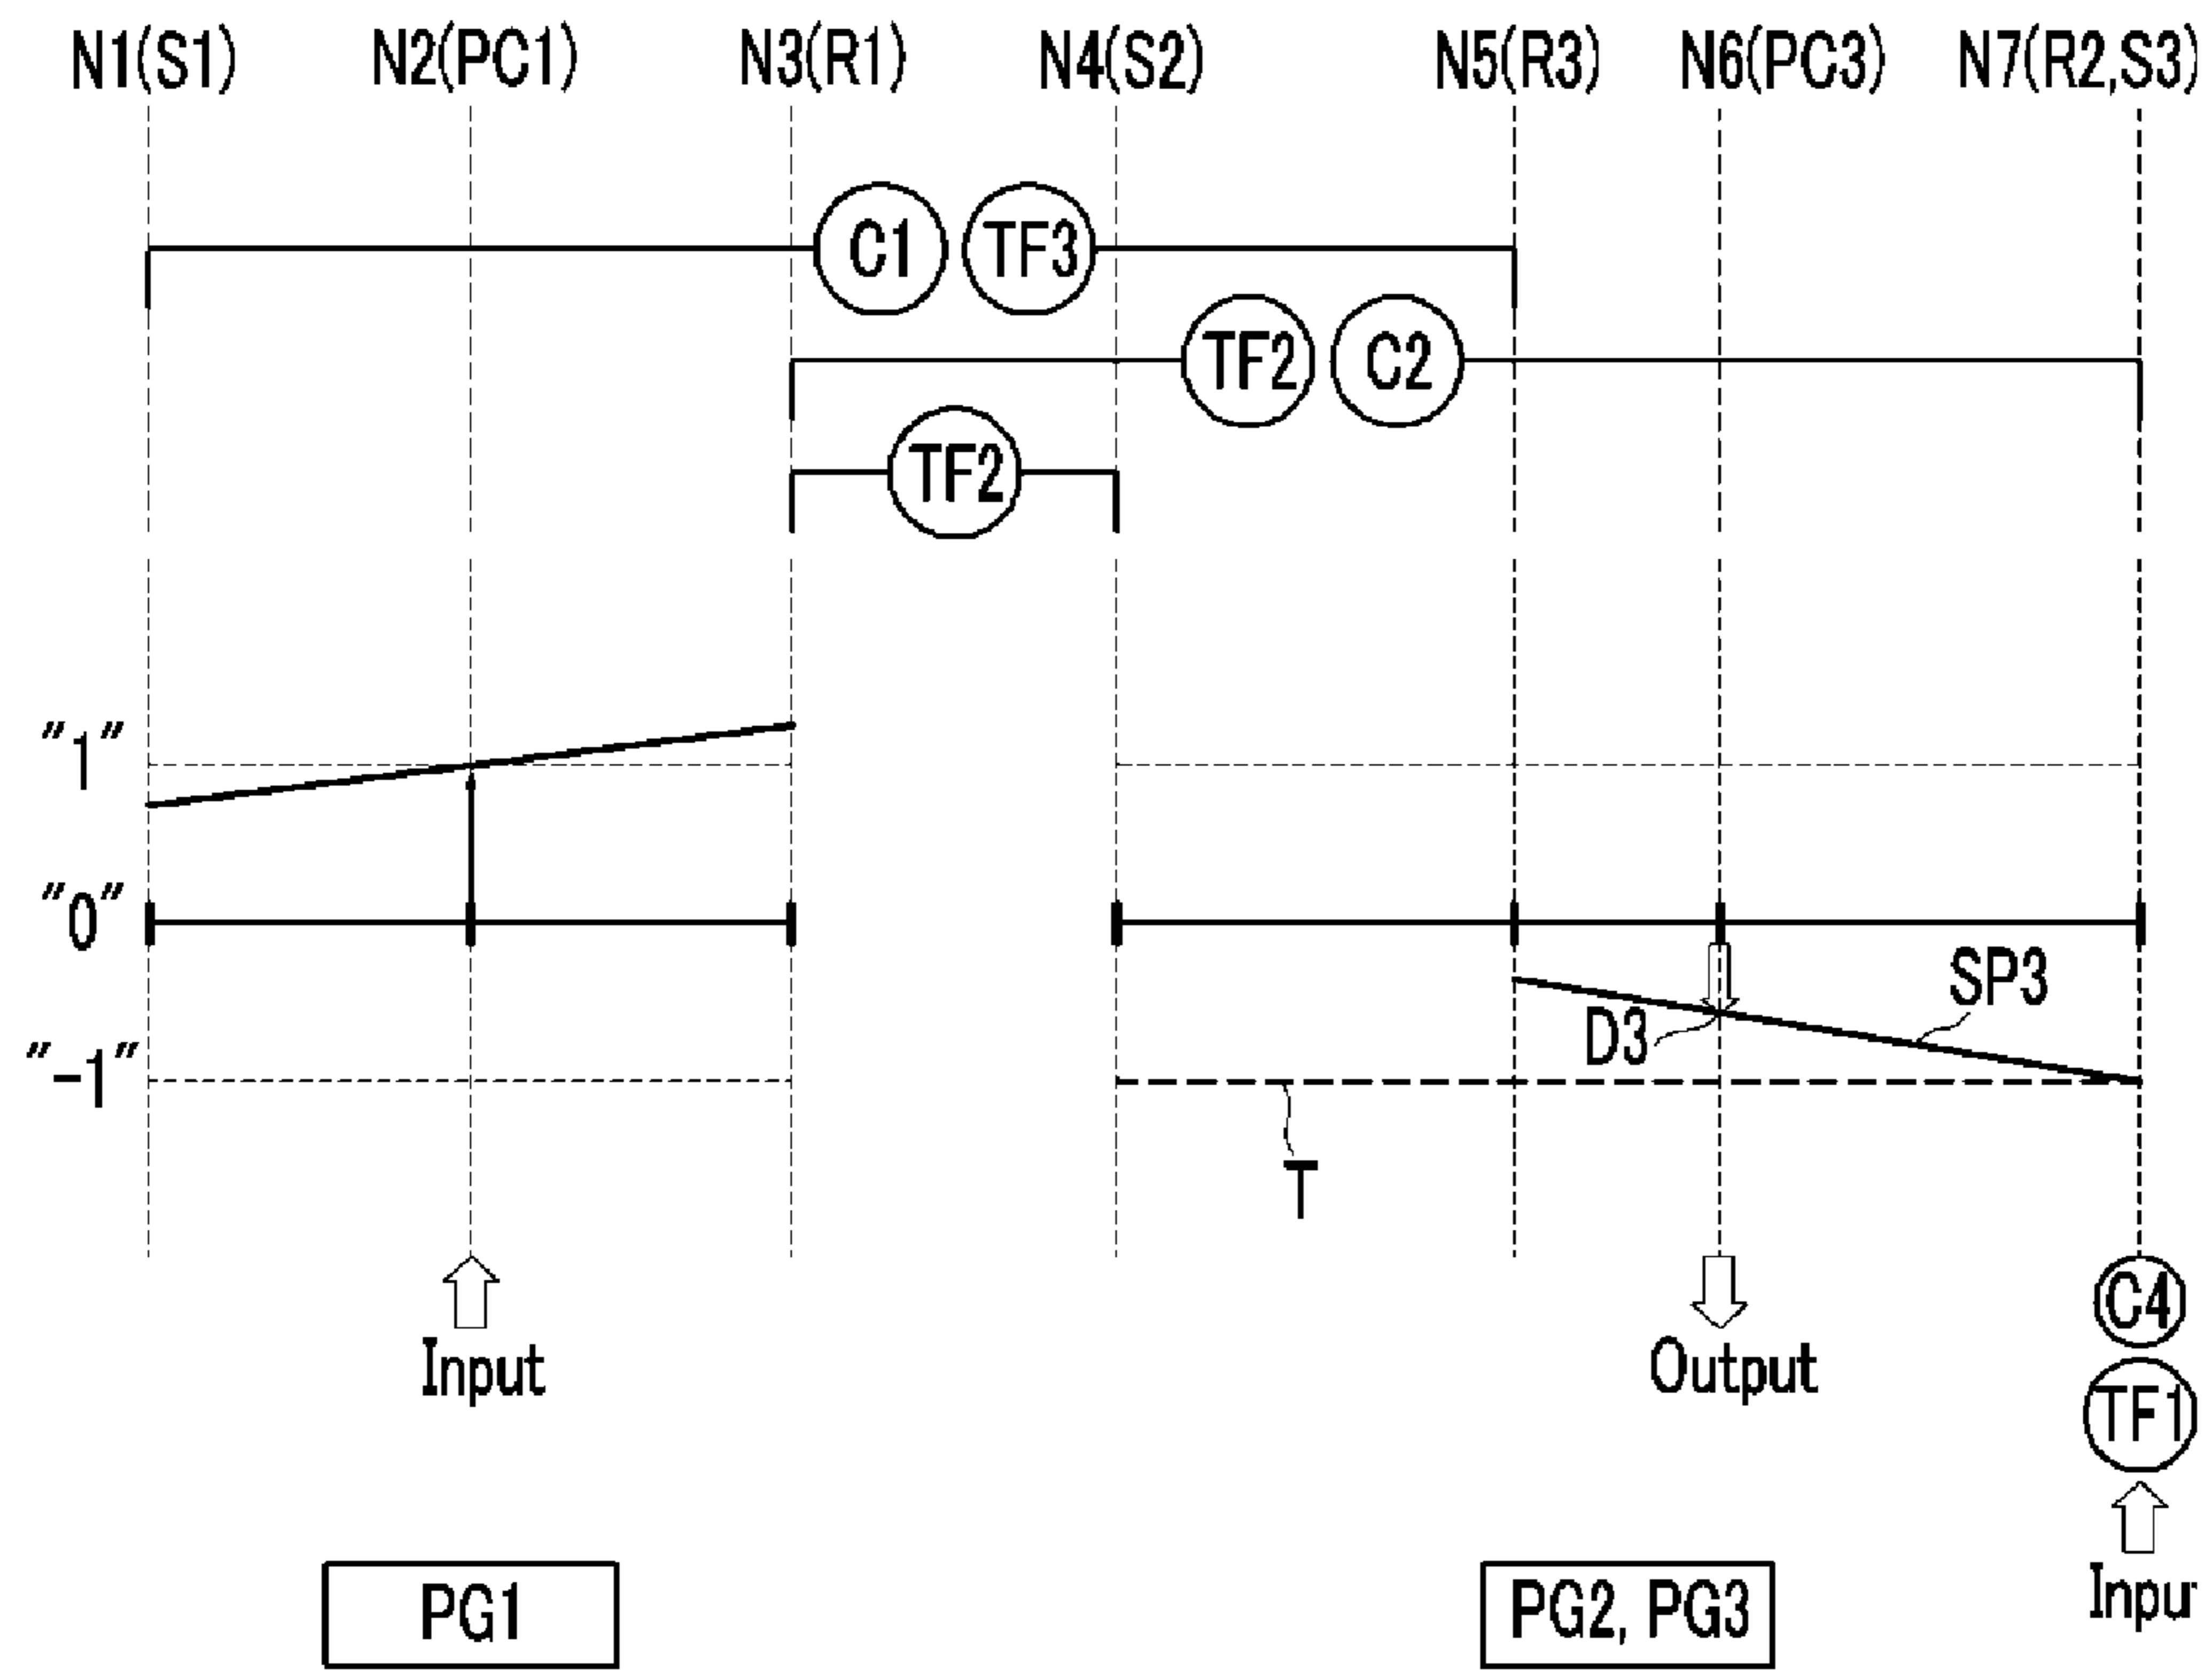 N1(S1) N2(PC1) N3(R1) N4(S2) N5(R3) N6(PC3) N7(R2,S3)
C1 TF3
TF2 C2
TF2
"1"
"0"
SP3
D3
"-1"
T
C4
Input Output
TF1
Inpu
PG1 PG2, PG3